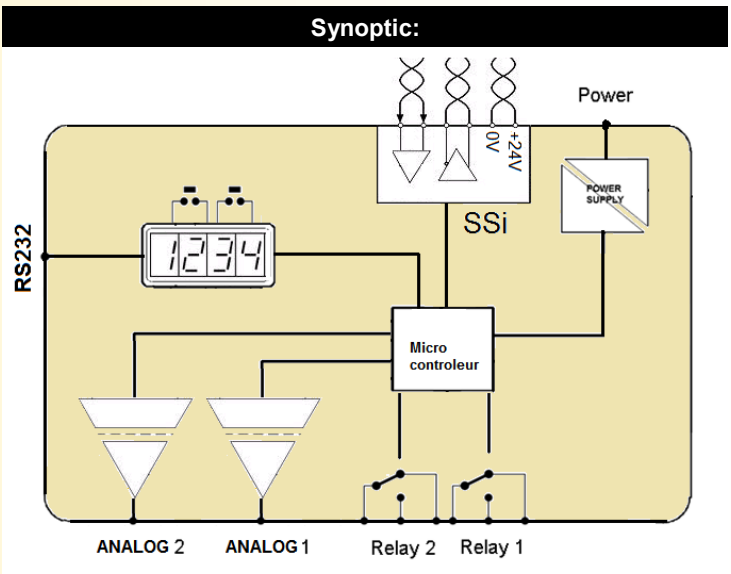 Synoptic:
Power
0V
+24V
POWER
SUPPLY
SSi
RS232
1234
Micro
controleur
ANALOG 2
ANALOG 1
Relay 2
Relay 1